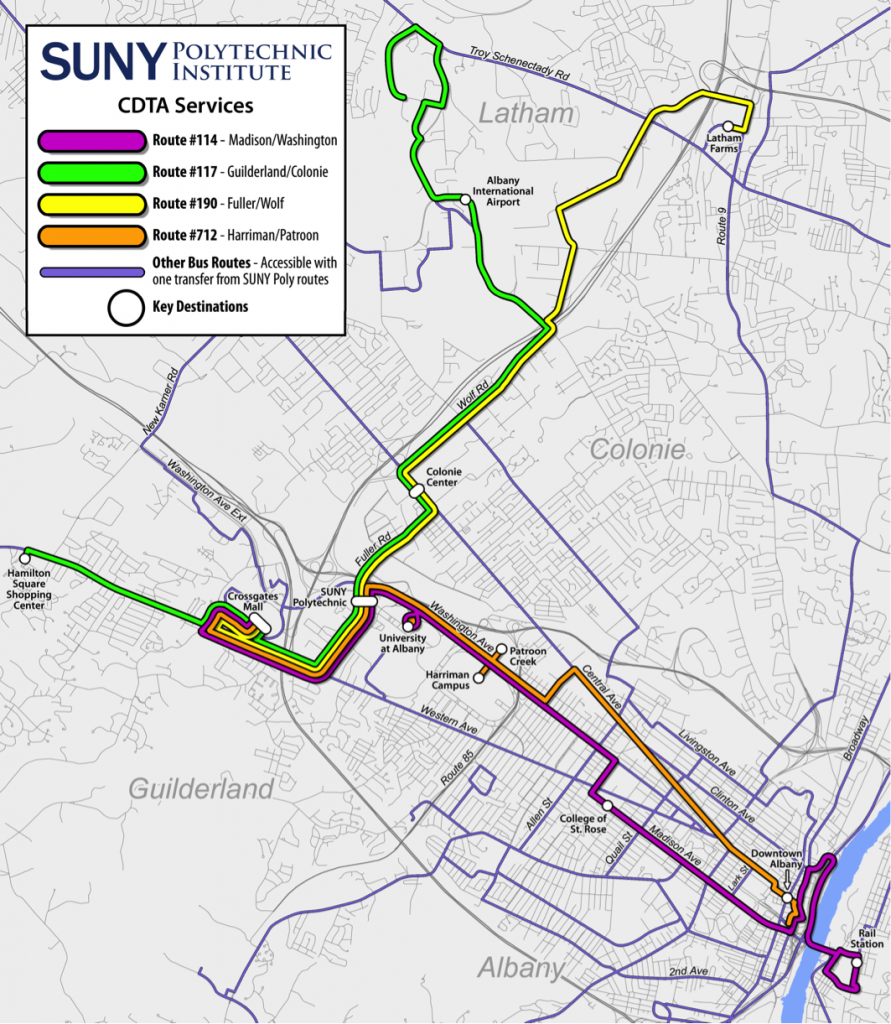 SUNY POLYTECHNIC
INSTITUTE
CDTA Services
Route #114 - Madison/Washington
Route #117 - Guilderland/Colonie
Route #190 - Fuller/Wolf
Route #712 - Harriman/Patroon
Other Bus Routes - Accessible with
one transfer from SUNY Poly routes
Key Destinations
Troy Schenectady Rd
Latham
Latham
Farms
Albany
International
Airport
Route 9
New Karner Rd
Wolf Rd
Colonie
Colonie
Center
Washington Ave Ext
Fuller Rd
Hamilton
Square
Shopping
Center
Crossgates
Mall
SUNY
Polytechnic
Washington Ave
University
at Albany
Patroon
Creek
Harriman
Campus
Central Ave
Western Ave
Broadway
Livingston Ave
Route 85
Guilderland
Clinton Ave
Allen St
College of
St. Rose
Quail St
Madison Ave
Downtown
Albany
Lark St
Rail
Station
Albany
2nd Ave